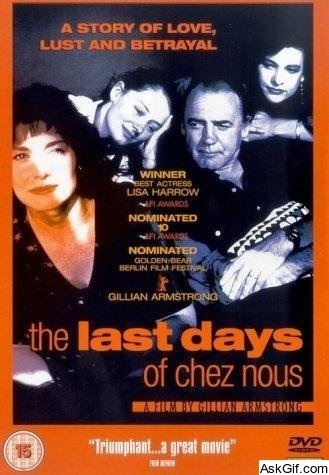 A STORY OF LOVE,
LUST AND BETRAYAL
WINNER
BEST ACTRESS
LISA HARROW
AFI AWARDS
NOMINATED
10
AFI AWARDS
NOMINATED
GOLDEN BEAR
BERLIN FILM FESTIVAL
GILLIAN ARMSTRONG
the last days
of chez nous
A FILM BY GILLIAN ARMSTRONG
15
"Triumphant...a great movie"
FILM REVIEW
DVD
VIDEO
AskGif.com